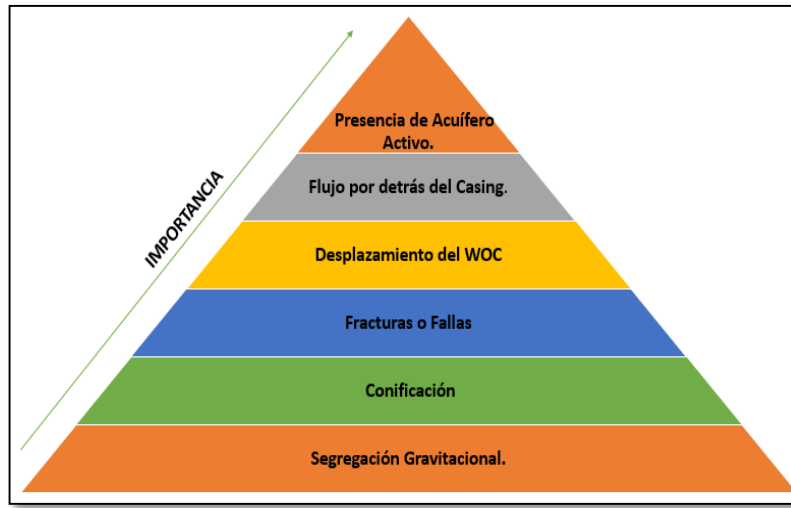 Presencia de Acuífero
Activo.
Flujo por detrás del Casing.
IMPORTANCIA
Desplazamiento del WOC
Fracturas o Fallas
Conificación
Segregación Gravitacional.